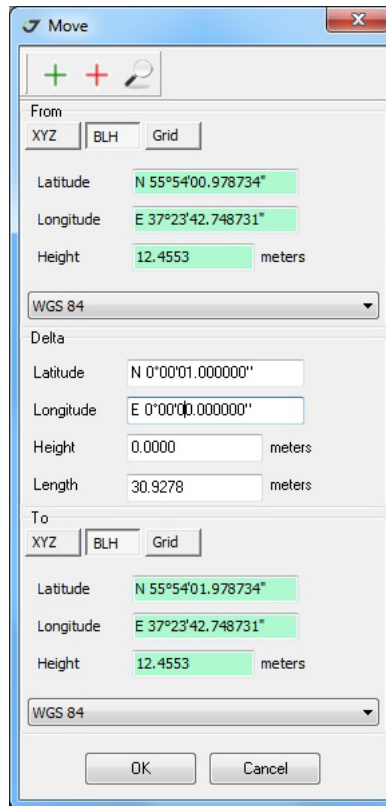 Move
From
XYZ BLH Grid
Latitude N 55°54'00.978734"
Longitude E 37°23'42.748731"
Height 12.4553 meters
WGS 84
Delta
Latitude N 0°00'01.000000''
Longitude E 0°00'00.000000''
Height 0.0000 meters
Length 30.9278 meters
To
XYZ BLH Grid
Latitude N 55°54'01.978734"
Longitude E 37°23'42.748731"
Height 12.4553 meters
WGS 84
OK Cancel